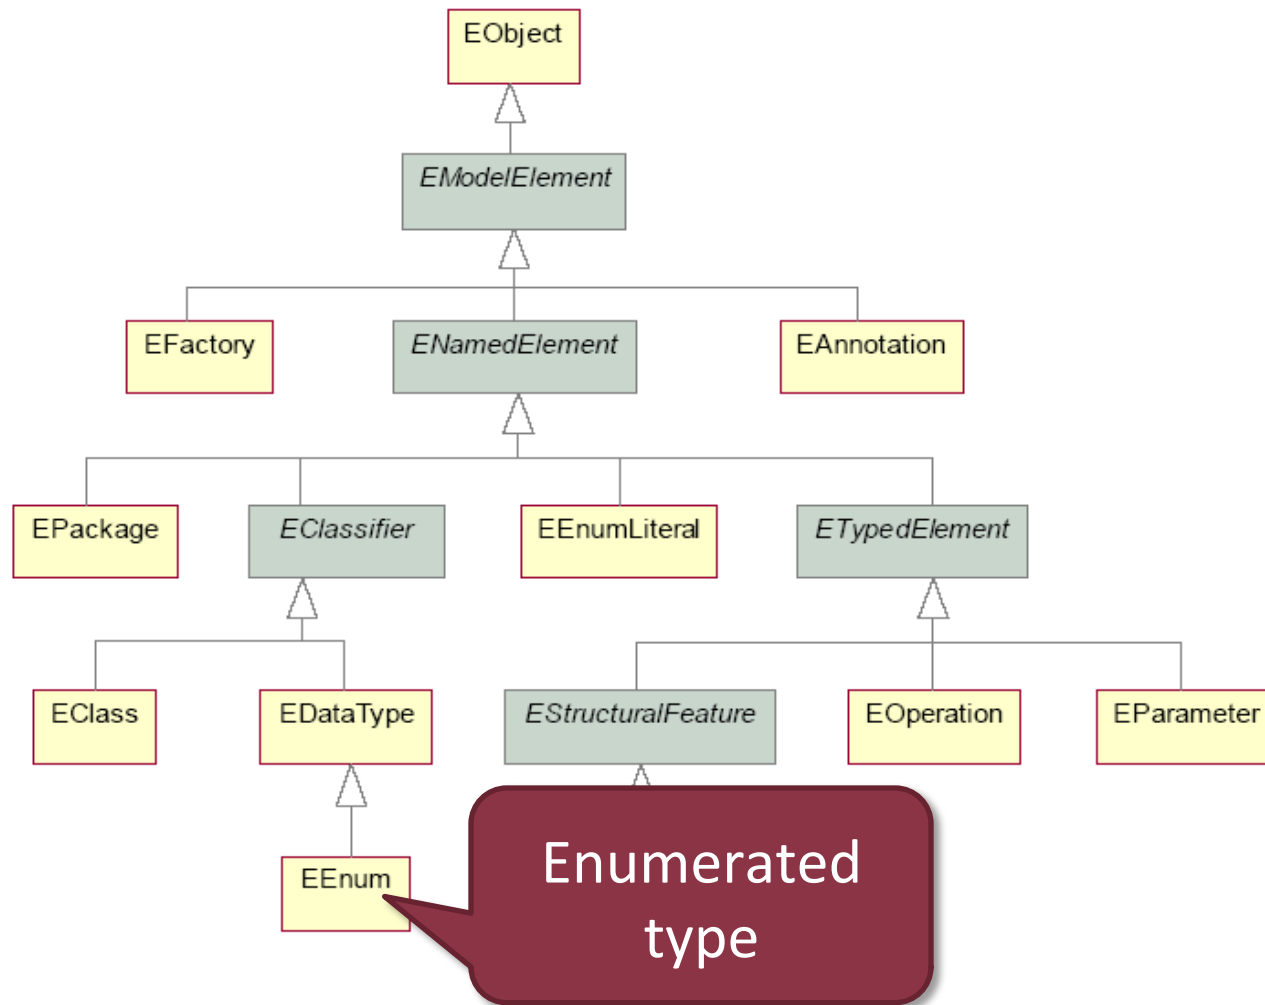 EObject
EModelElement
EFactory
ENamedElement
EAnnotation
EPackage
EClassifier
EEnumLiteral
ETypedElement
EClass
EDataType
EStructuralFeature
EOperation
EParameter
EEnum
Enumerated
type